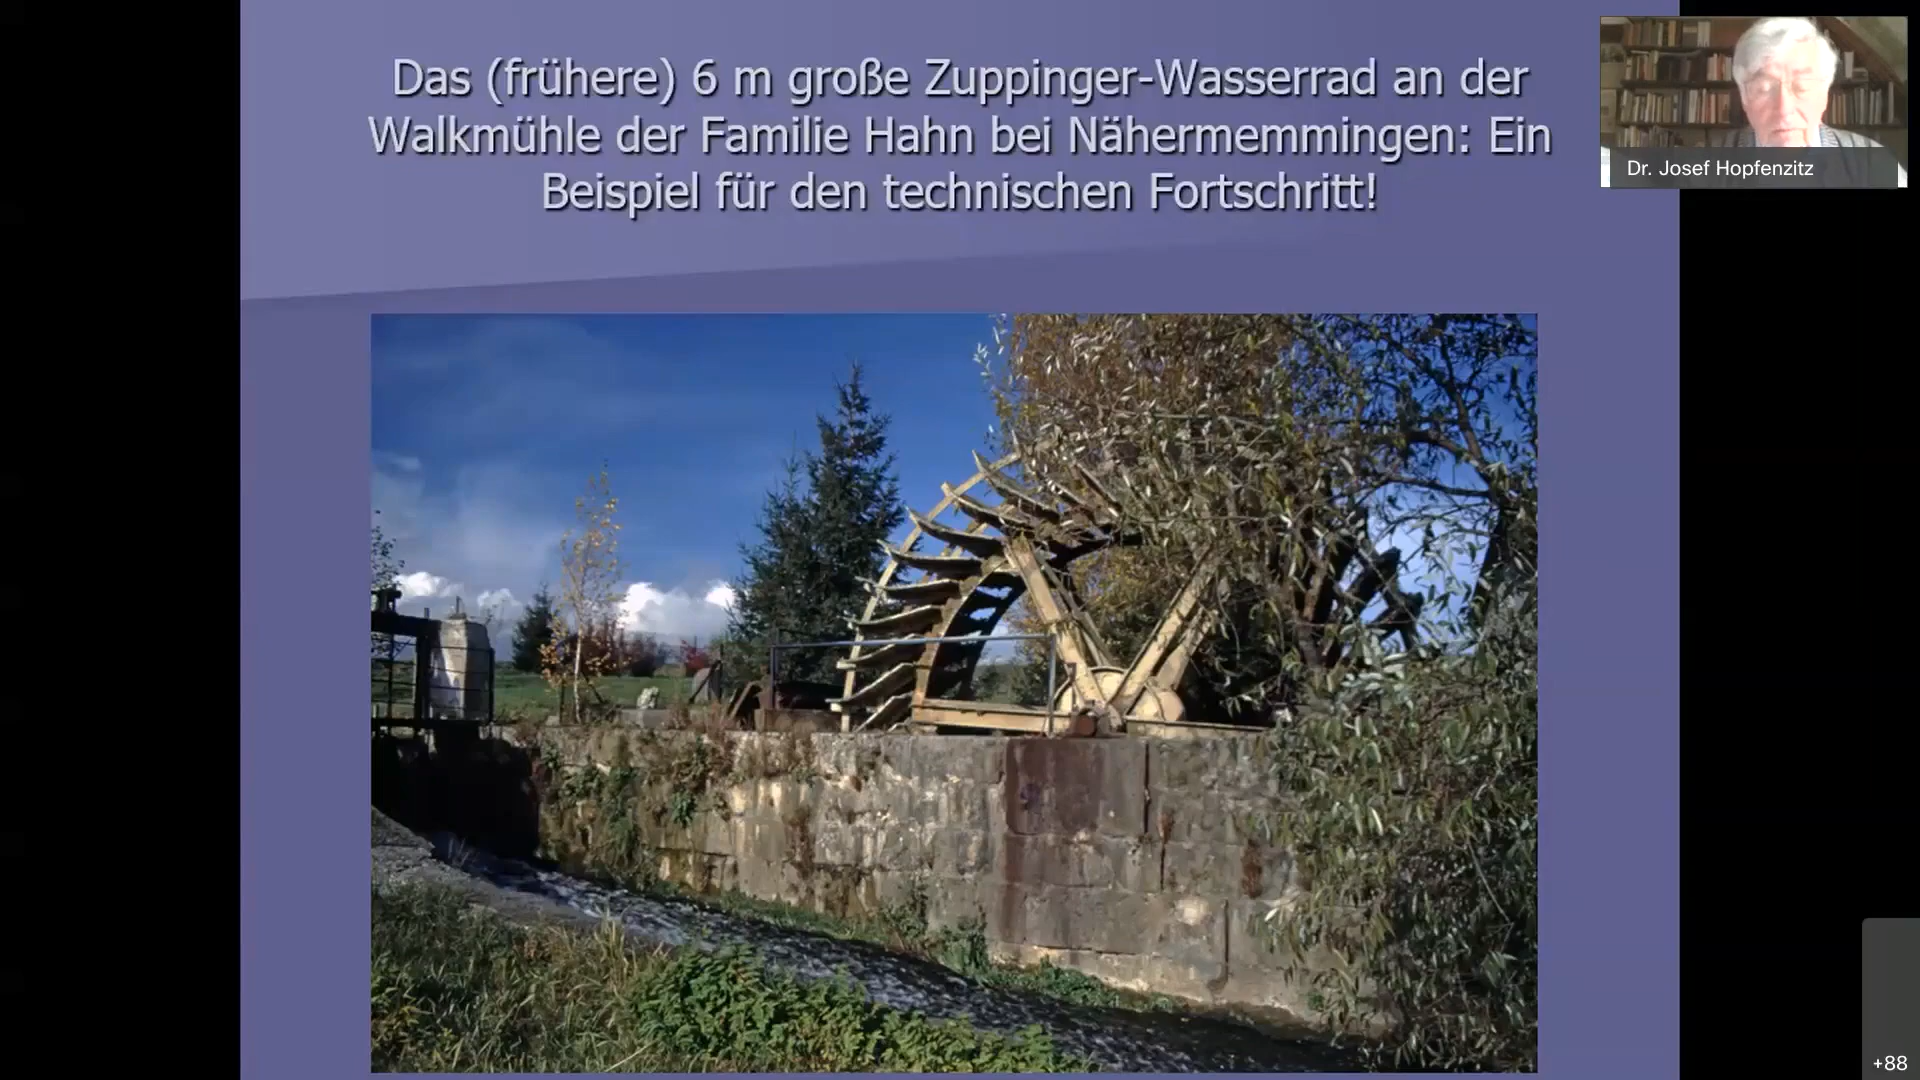 Das (frühere) 6 m große Zuppinger-Wasserrad an der
Walkmühle der Familie Hahn bei Nähermemmingen: Ein
Beispiel für den technischen Fortschritt!
Dr. Josef Hopfenzitz
+88